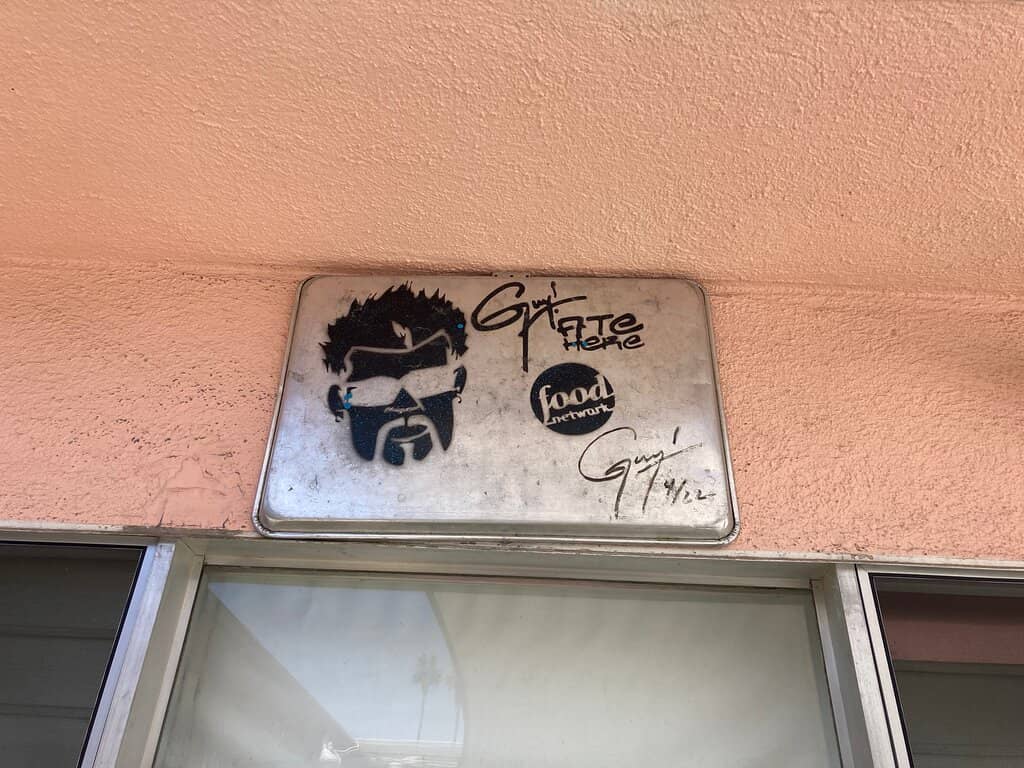 Guy!
ATE
HERE
food
network
Guy!
4/22